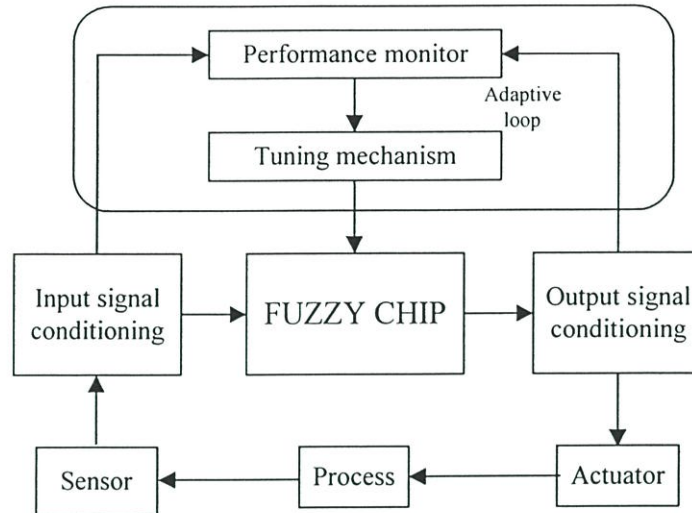 Performance monitor
Adaptive
loop
Tuning mechanism
Input signal
conditioning
FUZZY CHIP
Output signal
conditioning
Sensor
Process
Actuator